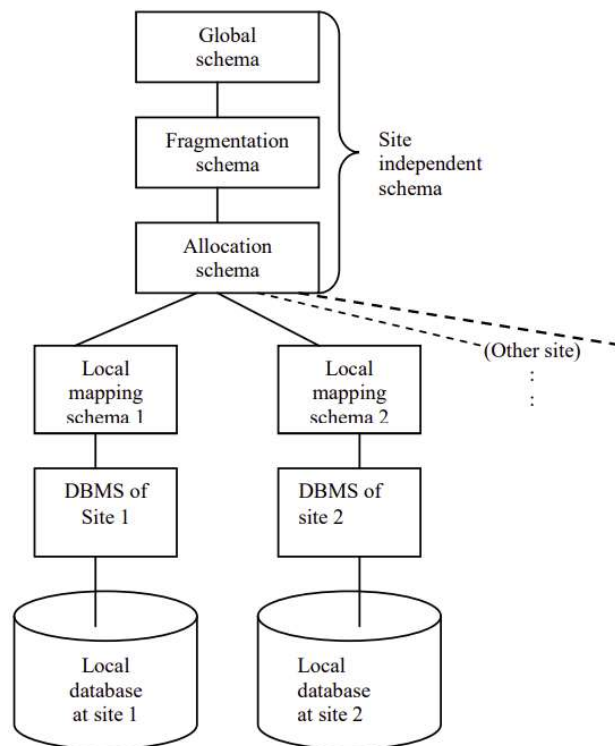 Global
schema
Fragmentation
schema
Site
independent
schema
Allocation
schema
(Other site)
:
:
Local
mapping
schema 1
Local
mapping
schema 2
DBMS of
Site 1
DBMS of
site 2
Local
database
at site 1
Local
database
at site 2